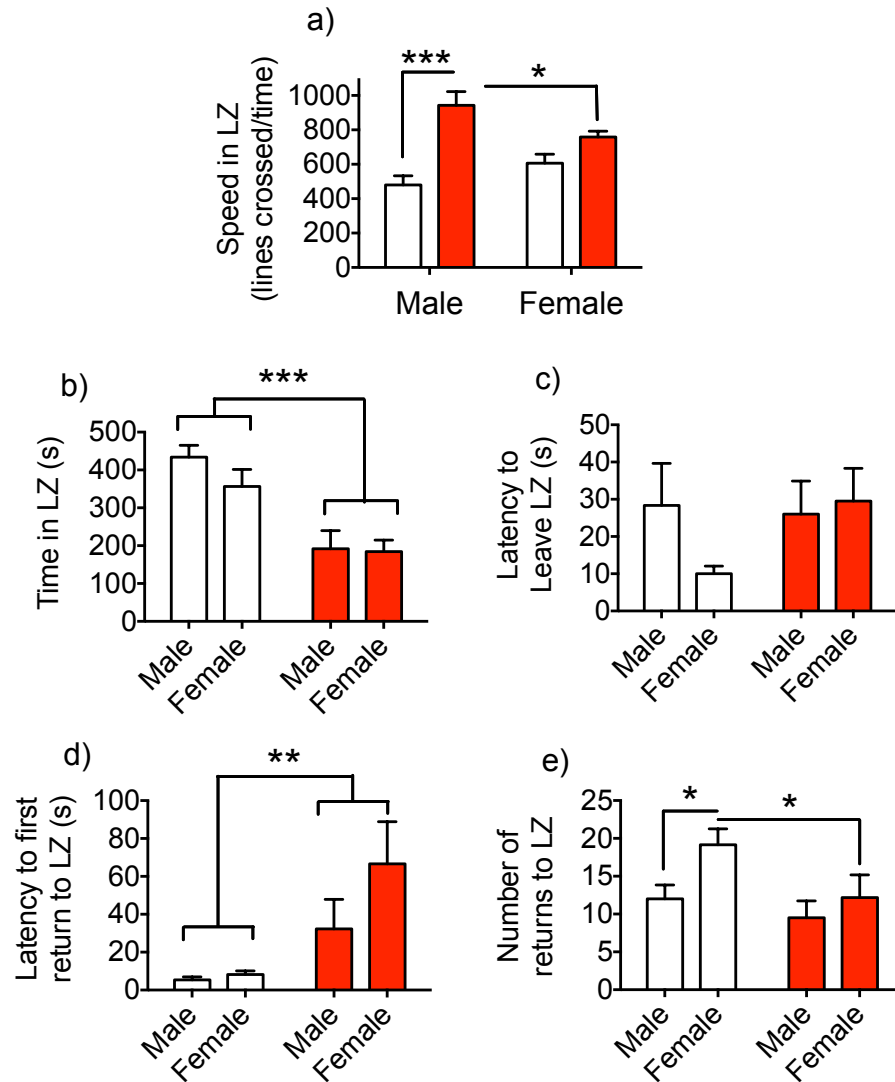 a)
***
*
Speed in LZ
(lines crossed/time)
1000
800
600
400
200
0
Male
Female
b)
***
Time in LZ (s)
500
400
300
200
100
0
Male
Female
Male
Female
c)
Latency to
Leave LZ (s)
50
40
30
20
10
0
Male
Female
Male
Female
d)
**
Latency to first
return to LZ (s)
100
80
60
40
20
0
Male
Female
Male
Female
e)
*
*
Number of
returns to LZ
25
20
15
10
5
0
Male
Female
Male
Female